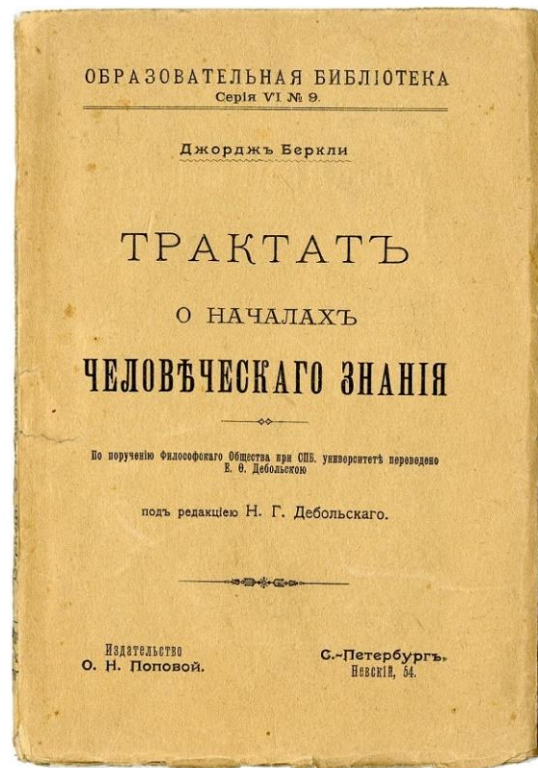 ОБРАЗОВАТЕЛЬНАЯ БИБЛІОТЕКА
Серія VI № 9.
Джорджъ Беркли
ТРАКТАТЪ
О НАЧАЛАХЪ
ЧЕЛОВѢЧЕСКАГО ЗНАНІЯ
По порученію Философскаго Общества при СПБ. университетѣ переведено
Е. Ѳ. Дебольскою
подъ редакціею Н. Г. Дебольскаго.
Издательство
О. Н. Поповой.
С.-Петербургъ.
Невскій, 54.